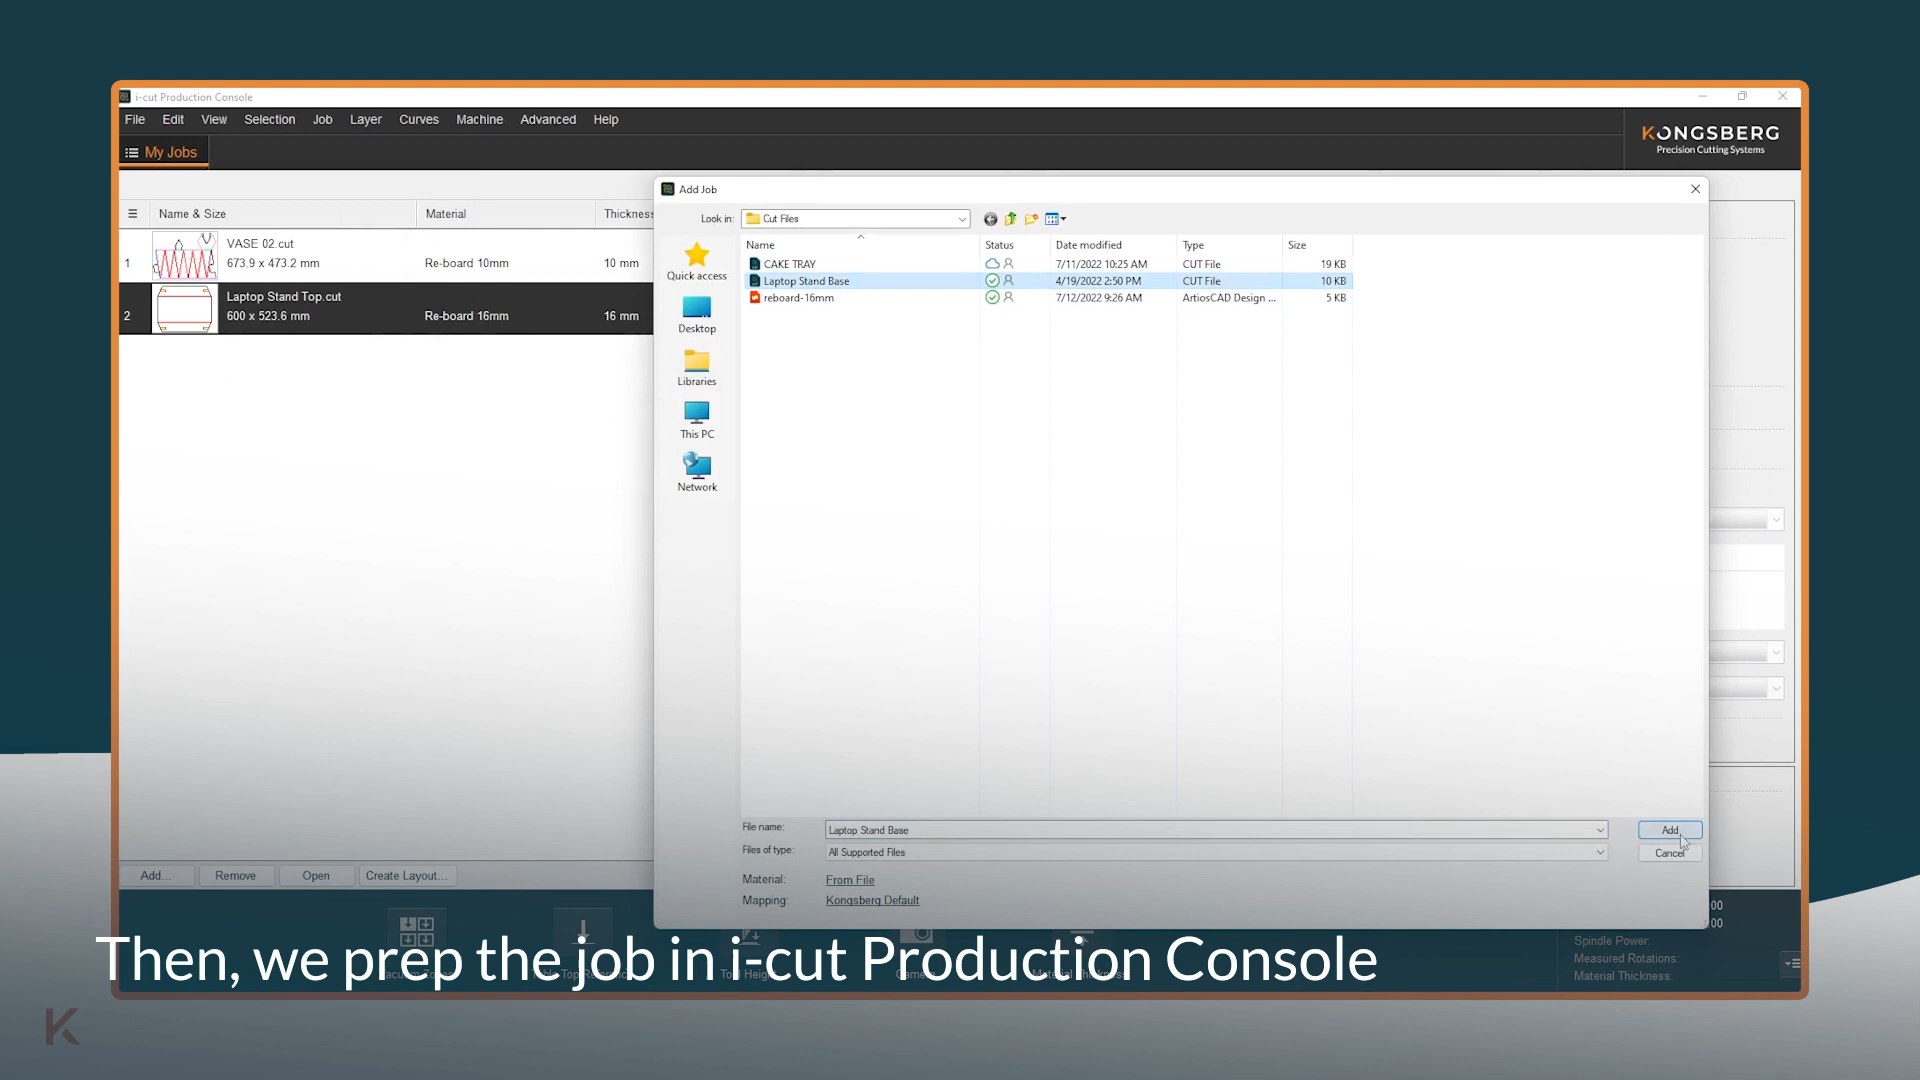 i-cut Production Console
File Edit View Selection Job Layer Curves Machine Advanced Help
My Jobs
KONGSBERG
Precision Cutting Systems
Name & Size Material Thickness
1 VASE 02.cut
673.9 x 473.2 mm Re-board 10mm 10 mm
2 Laptop Stand Top.cut
600 x 523.6 mm Re-board 16mm 16 mm
Add... Remove Open Create Layout...
Add Job
Look in: Cut Files
Quick access
Desktop
Libraries
This PC
Network
Name Status Date modified Type Size
CAKE TRAY 7/11/2022 10:25 AM CUT File 19 KB
Laptop Stand Base 4/19/2022 2:50 PM CUT File 10 KB
reboard-16mm 7/12/2022 9:26 AM ArtiosCAD Design ... 5 KB
File name: Laptop Stand Base Add
Files of type: All Supported Files Cancel
Material: From File
Mapping: Kongsberg Default
00
:00
Spindle Power:
Measured Rotations:
Material Thickness:
Then, we prep the job in i-cut Production Console
K